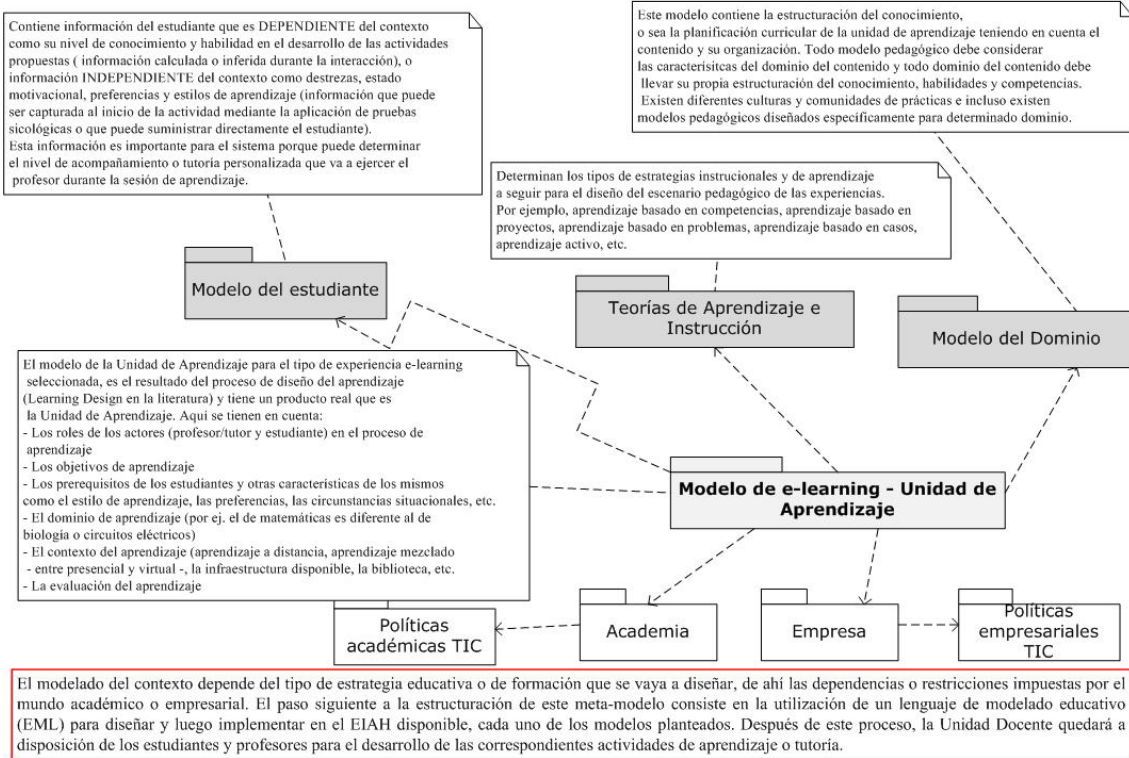 Contiene información del estudiante que es DEPENDIENTE del contexto
como su nivel de conocimiento y habilidad en el desarrollo de las actividades
propuestas ( información calculada o inferida durante la interacción), o
información INDEPENDIENTE del contexto como destrezas, estado
motivacional, preferencias y estilos de aprendizaje (información que puede
ser capturada al inicio de la actividad mediante la aplicación de pruebas
sicológicas o que puede suministrar directamente el estudiante).
Esta información es importante para el sistema porque puede determinar
el nivel de acompañamiento o tutoría personalizada que va a ejercer el
profesor durante la sesión de aprendizaje.
Este modelo contiene la estructuración del conocimiento,
o sea la planificación curricular de la unidad de aprendizaje teniendo en cuenta el
contenido y su organización. Todo modelo pedagógico debe considerar
las caracterisitcas del dominio del contenido y todo dominio del contenido debe
llevar su propia estructuración del conocimiento, habilidades y competencias.
Existen diferentes culturas y comunidades de prácticas e incluso existen
modelos pedagógicos diseñados especificamente para determinado dominio.
Determinan los tipos de estrategias instruccionales y de aprendizaje
a seguir para el diseño del escenario pedagógico de las experiencias.
Por ejemplo, aprendizaje basado en competencias, aprendizaje basado en
proyectos, aprendizaje basado en problemas, aprendizaje basado en casos,
aprendizaje activo, etc.
Modelo del estudiante
Teorías de Aprendizaje e
Instrucción
Modelo del Dominio
El modelo de la Unidad de Aprendizaje para el tipo de experiencia e-learning
seleccionada, es el resultado del proceso de diseño del aprendizaje
(Learning Design en la literatura) y tiene un producto real que es
la Unidad de Aprendizaje. Aqui se tienen en cuenta:
- Los roles de los actores (profesor/tutor y estudiante) en el proceso de
aprendizaje
- Los objetivos de aprendizaje
- Los prerequisitos de los estudiantes y otras características de los mismos
como el estilo de aprendizaje, las preferencias, las circunstancias situacionales, etc.
- El dominio de aprendizaje (por ej. el de matemáticas es diferente al de
biología o circuitos eléctricos)
- El contexto del aprendizaje (aprendizaje a distancia, aprendizaje mezclado
- entre presencial y virtual -, la infraestructura disponible, la biblioteca, etc.
- La evaluación del aprendizaje
Modelo de e-learning - Unidad de
Aprendizaje
Políticas
académicas TIC
Academia
Empresa
Políticas
empresariales
TIC
El modelado del contexto depende del tipo de estrategia educativa o de formación que se vaya a diseñar, de ahí las dependencias o restricciones impuestas por el
mundo académico o empresarial. El paso siguiente a la estructuración de este meta-modelo consiste en la utilización de un lenguaje de modelado educativo
(EML) para diseñar y luego implementar en el EIAH disponible, cada uno de los modelos planteados. Después de este proceso, la Unidad Docente quedará a
disposición de los estudiantes y profesores para el desarrollo de las correspondientes actividades de aprendizaje o tutoría.